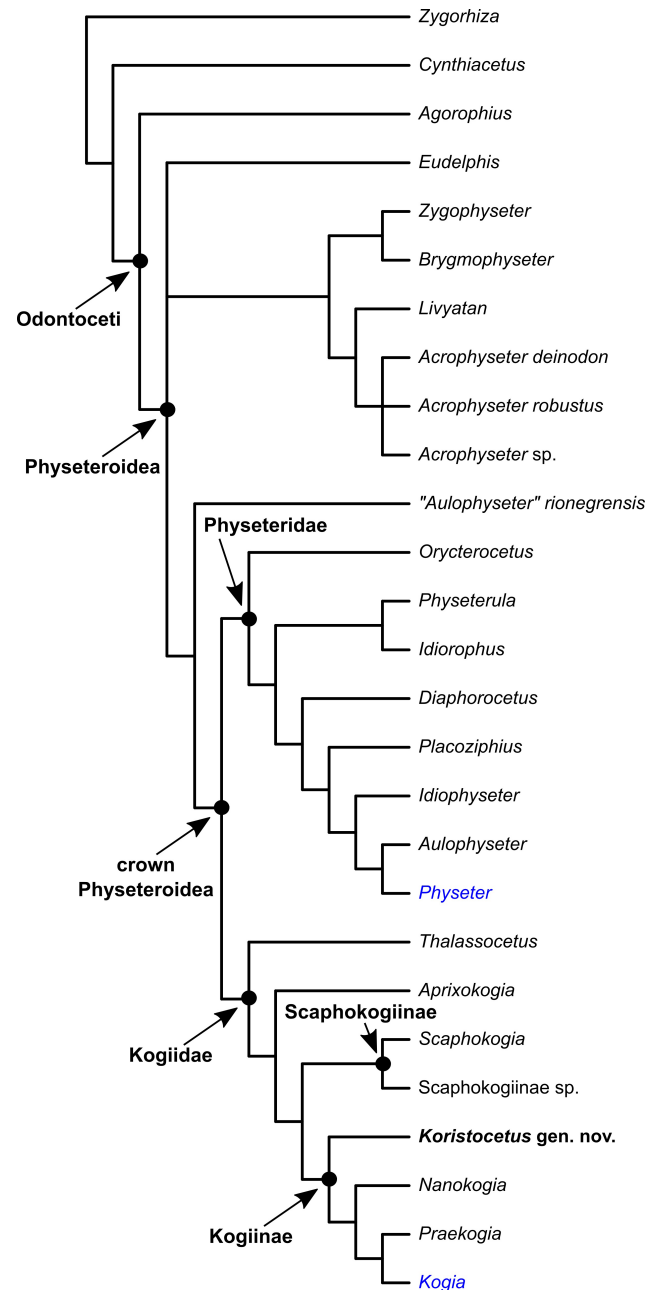 Zygorhiza
Cynthiacetus
Agorophius
Eudelphis
Zygophyseter
Brygmophyseter
Livyatan
Odontoceti
Acrophyseter deinodon
Acrophyseter robustus
Acrophyseter sp.
Physeteroidea
"Aulophyseter" rionegrensis
Physeteridae
Orycterocetus
Physeterula
Idiorophus
Diaphorocetus
Placoziphius
Idiophyseter
Aulophyseter
crown
Physeteroidea
Physeter
Thalassocetus
Aprixokogia
Scaphokogiinae
Scaphokogia
Kogiidae
Scaphokogiinae sp.
Koristocetus gen. nov.
Nanokogia
Praekogia
Kogiinae
Kogia